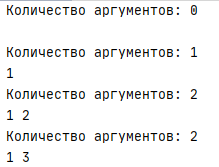 Количество аргументов: 0

Количество аргументов: 1
1
Количество аргументов: 2
1 2
Количество аргументов: 2
1 3